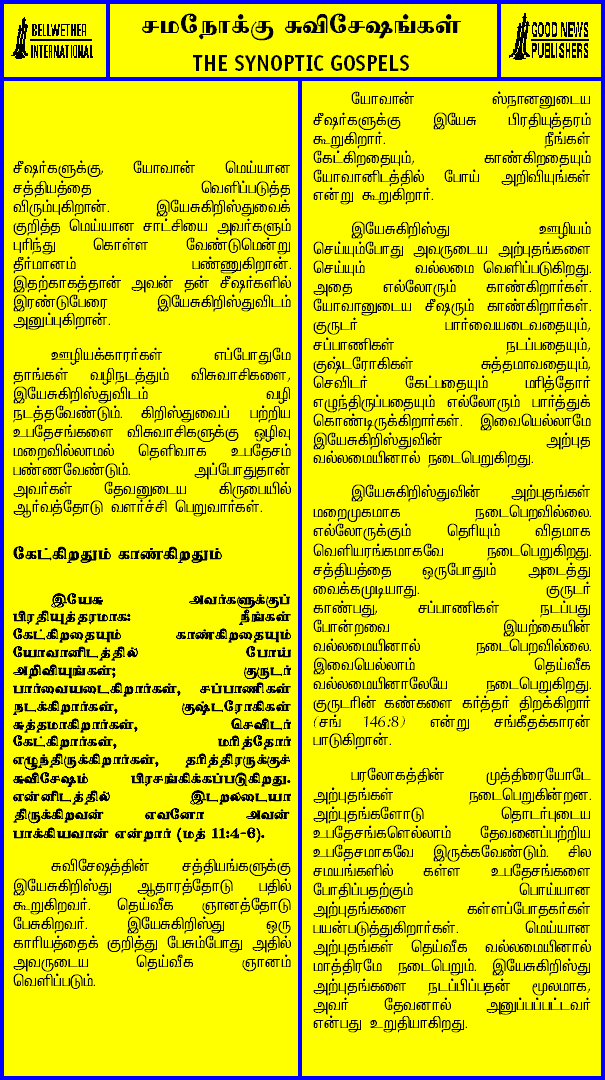 BELLWETHER
INTERNATIONAL
சமநோக்கு சுவிசேஷங்கள்
THE SYNOPTIC GOSPELS
GOOD NEWS
PUBLISHERS
சீஷர்களுக்கு, யோவான் மெய்யான
சத்தியத்தை வெளிப்படுத்த
விரும்புகிறான். இயேசுகிறிஸ்துவைக்
குறித்த மெய்யான சாட்சியை அவர்களும்
புரிந்து கொள்ள வேண்டுமென்று
தீர்மானம் பண்ணுகிறான்.
இதற்காகத்தான் அவன் தன் சீஷர்களில்
இரண்டுபேரை இயேசுகிறிஸ்துவிடம்
அனுப்புகிறான்.
ஊழியக்காரர்கள் எப்போதுமே
தாங்கள் வழிநடத்தும் விசுவாசிகளை,
இயேசுகிறிஸ்துவிடம் வழி
நடத்தவேண்டும். கிறிஸ்துவைப் பற்றிய
உபதேசங்களை விசுவாசிகளுக்கு ஒழிவு
மறைவில்லாமல் தெளிவாக உபதேசம்
பண்ணவேண்டும். அப்போதுதான்
அவர்கள் தேவனுடைய கிருபையில்
ஆர்வத்தோடு வளர்ச்சி பெறுவார்கள்.
கேட்கிறதும் காண்கிறதும்
இயேசு அவர்களுக்குப்
பிரதியுத்தரமாக: நீங்கள்
கேட்கிறதையும் காண்கிறதையும்
யோவானிடத்தில் போய்
அறிவியுங்கள்; குருடர்
பார்வையடைகிறார்கள், சப்பாணிகள்
நடக்கிறார்கள், குஷ்டரோகிகள்
சுத்தமாகிறார்கள், செவிடர்
கேட்கிறார்கள், மரித்தோர்
எழுந்திருக்கிறார்கள், தரித்திரருக்குச்
சுவிசேஷம் பிரசங்கிக்கப்படுகிறது.
என்னிடத்தில் இடறலடையா
திருக்கிறவன் எவனோ அவன்
பாக்கியவான் என்றார் (மத் 11:4-6).
சுவிசேஷத்தின் சத்தியங்களுக்கு
இயேசுகிறிஸ்து ஆதாரத்தோடு பதில்
கூறுகிறவர். தெய்வீக ஞானத்தோடு
பேசுகிறவர். இயேசுகிறிஸ்து ஒரு
காரியத்தைக் குறித்து பேசும்போது அதில்
அவருடைய தெய்வீக ஞானம்
வெளிப்படும்.
யோவான் ஸ்நானனுடைய
சீஷர்களுக்கு இயேசு பிரதியுத்தரம்
கூறுகிறார். நீங்கள்
கேட்கிறதையும், காண்கிறதையும்
யோவானிடத்தில் போய் அறிவியுங்கள்
என்று கூறுகிறார்.
இயேசுகிறிஸ்து ஊழியம்
செய்யும்போது அவருடைய அற்புதங்களை
செய்யும் வல்லமை வெளிப்படுகிறது.
அதை எல்லோரும் காண்கிறார்கள்.
யோவானுடைய சீஷரும் காண்கிறார்கள்.
குருடர் பார்வையடைவதையும்,
சப்பாணிகள் நடப்பதையும்,
குஷ்டரோகிகள் சுத்தமாவதையும்,
செவிடர் கேட்பதையும் மரித்தோர்
எழுந்திருப்பதையும் எல்லோரும் பார்த்துக்
கொண்டிருக்கிறார்கள். இவையெல்லாமே
இயேசுகிறிஸ்துவின் அற்புத
வல்லமையினால் நடைபெறுகிறது.
இயேசுகிறிஸ்துவின் அற்புதங்கள்
மறைமுகமாக நடைபெறவில்லை.
எல்லோருக்கும் தெரியும் விதமாக
வெளியரங்கமாகவே நடைபெறுகிறது.
சத்தியத்தை ஒருபோதும் அடைத்து
வைக்கமுடியாது. குருடர்
காண்பது, சப்பாணிகள் நடப்பது
போன்றவை இயற்கையின்
வல்லமையினால் நடைபெறவில்லை.
இவையெல்லாம் தெய்வீக
வல்லமையினாலேயே நடைபெறுகிறது.
குருடரின் கண்களை கர்த்தர் திறக்கிறார்
(சங் 146:8) என்று சங்கீதக்காரன்
பாடுகிறான்.
பரலோகத்தின் முத்திரையோடே
அற்புதங்கள் நடைபெறுகின்றன.
அற்புதங்களோடு தொடர்புடைய
உபதேசங்களெல்லாம் தேவனைப்பற்றிய
உபதேசமாகவே இருக்கவேண்டும். சில
சமயங்களில் கள்ள உபதேசங்களை
போதிப்பதற்கும் பொய்யான
அற்புதங்களை கள்ளப்போதகர்கள்
பயன்படுத்துகிறார்கள். மெய்யான
அற்புதங்கள் தெய்வீக வல்லமையினால்
மாத்திரமே நடைபெறும். இயேசுகிறிஸ்து
அற்புதங்களை நடப்பிப்பதன் மூலமாக,
அவர் தேவனால் அனுப்பப்பட்டவர்
என்பது உறுதியாகிறது.